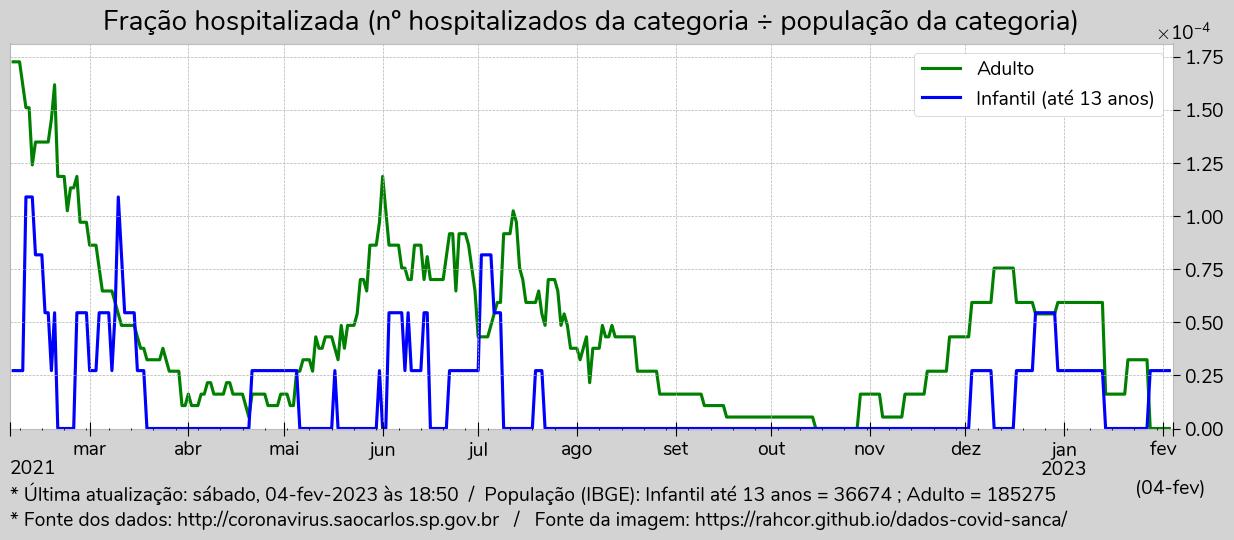 Fração hospitalizada (nº hospitalizados da categoria ÷ população da categoria)
×10⁻⁴
Adulto
Infantil (até 13 anos)
1.75
1.50
1.25
1.00
0.75
0.50
0.25
0.00
mar abr mai jun jul ago set out nov dez jan fev
2021 2023
(04-fev)
* Última atualização: sábado, 04-fev-2023 às 18:50 / População (IBGE): Infantil até 13 anos = 36674 ; Adulto = 185275
* Fonte dos dados: http://coronavirus.saocarlos.sp.gov.br / Fonte da imagem: https://rahcor.github.io/dados-covid-sanca/